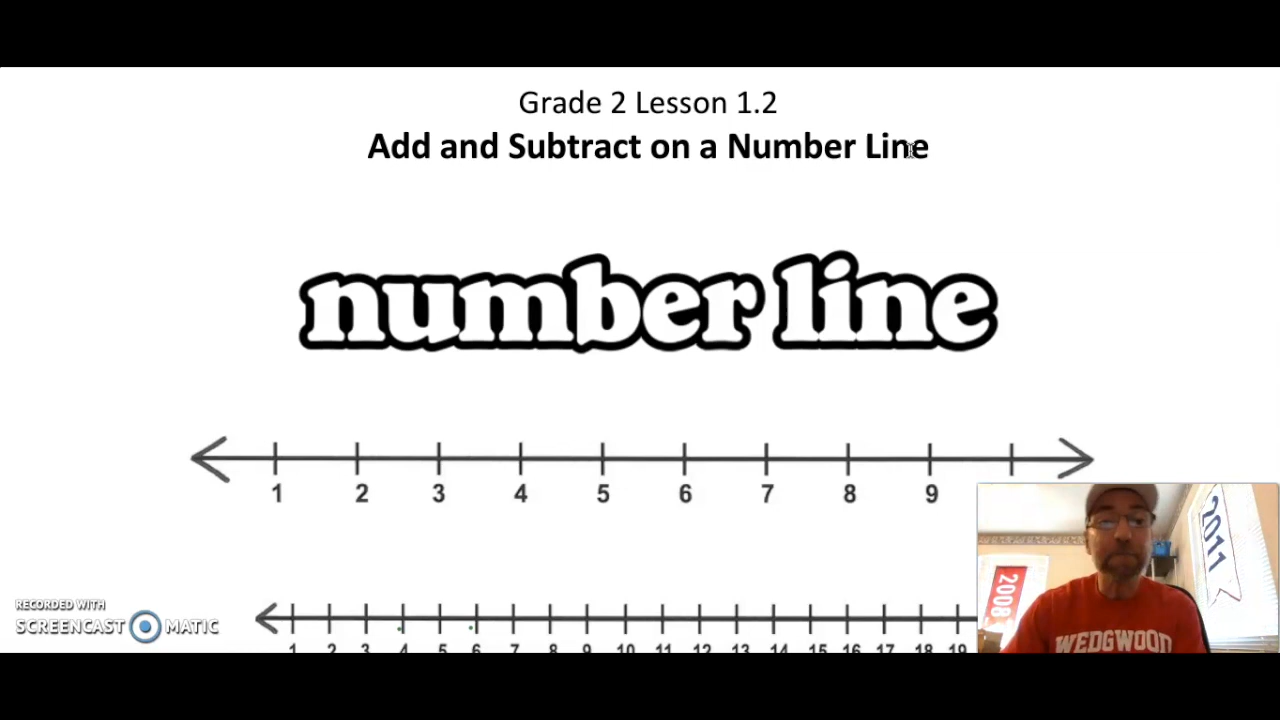 Grade 2 Lesson 1.2
Add and Subtract on a Number Line
number line
1 2 3 4 5 6 7 8 9
2011
2008
WEDGWOOD
RECORDED WITH
SCREENCAST MATIC
1 2 3 4 5 6 7 8 9 10 11 12 13 14 15 16 17 18 19